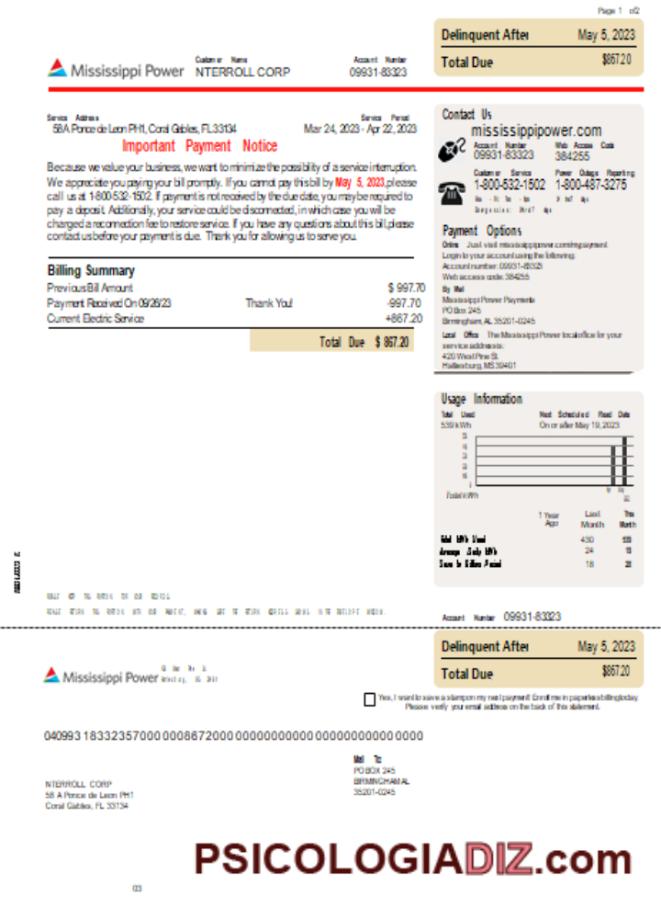 Page 1 of2
Delinquent After May 5, 2023
Total Due $867.20
Mississippi Power
Customer Name
NTERROLL CORP
Account Number
09931-83323
Service Address
58A Ponce de Leon PH1, Coral Gables, FL 33134
Service Period
Mar 24, 2023 - Apr 22, 2023
Important Payment Notice
Because we value your business, we want to minimize the possibility of a service interruption.
We appreciate you paying your bill promptly. If you cannot pay this bill by May 5, 2023, please
call us at 1-800-532-1502. If payment is not received by the due date, you may be required to
pay a deposit. Additionally, your service could be disconnected, in which case you will be
charged a reconnection fee to restore service. If you have any questions about this bill, please
contact us before your payment is due. Thank you for allowing us to serve you.
Billing Summary
Previous Bill Amount $ 997.70
Payment Received On 09/26/23 Thank You! -997.70
Current Electric Service +867.20
Total Due $ 867.20
Contact Us
mississippipower.com
Account Number
09931-83323
Web Access Code
384255
Customer Service
1-800-532-1502
Power Outage Reporting
1-800-487-3275
Payment Options
Online Just visit mississippipower.com/mypayment.
Login to your account using the following:
Account number: 09931-83323
Web access code: 384255
By Mail
Mississippi Power Payments
PO Box 245
Birmingham, AL 35201-0245
Local Office The Mississippi Power local office for your
service address is:
420 West Pine St.
Hattiesburg, MS 39401
Usage Information
Total Used
539 kWh
Next Scheduled Read Date
On or after May 19, 2023
Total kWh
1 Year Ago
Last Month
This Month
Total kWh Used 430 539
Average Daily kWh 24
Days In Billing Period 18
Account Number 09931-83323
Delinquent After May 5, 2023
Total Due $867.20
Mississippi Power
Yes, I want to save a stamp on my next payment! Enroll me in paperless billing today.
Please verify your email address on the back of this statement.
Mail To:
PO BOX 245
BIRMINGHAM AL
35201-0245
NTERROLL CORP
58 A Ponce de Leon PH1
Coral Gables, FL 33134
PSICOLOGIADIZ.com
03